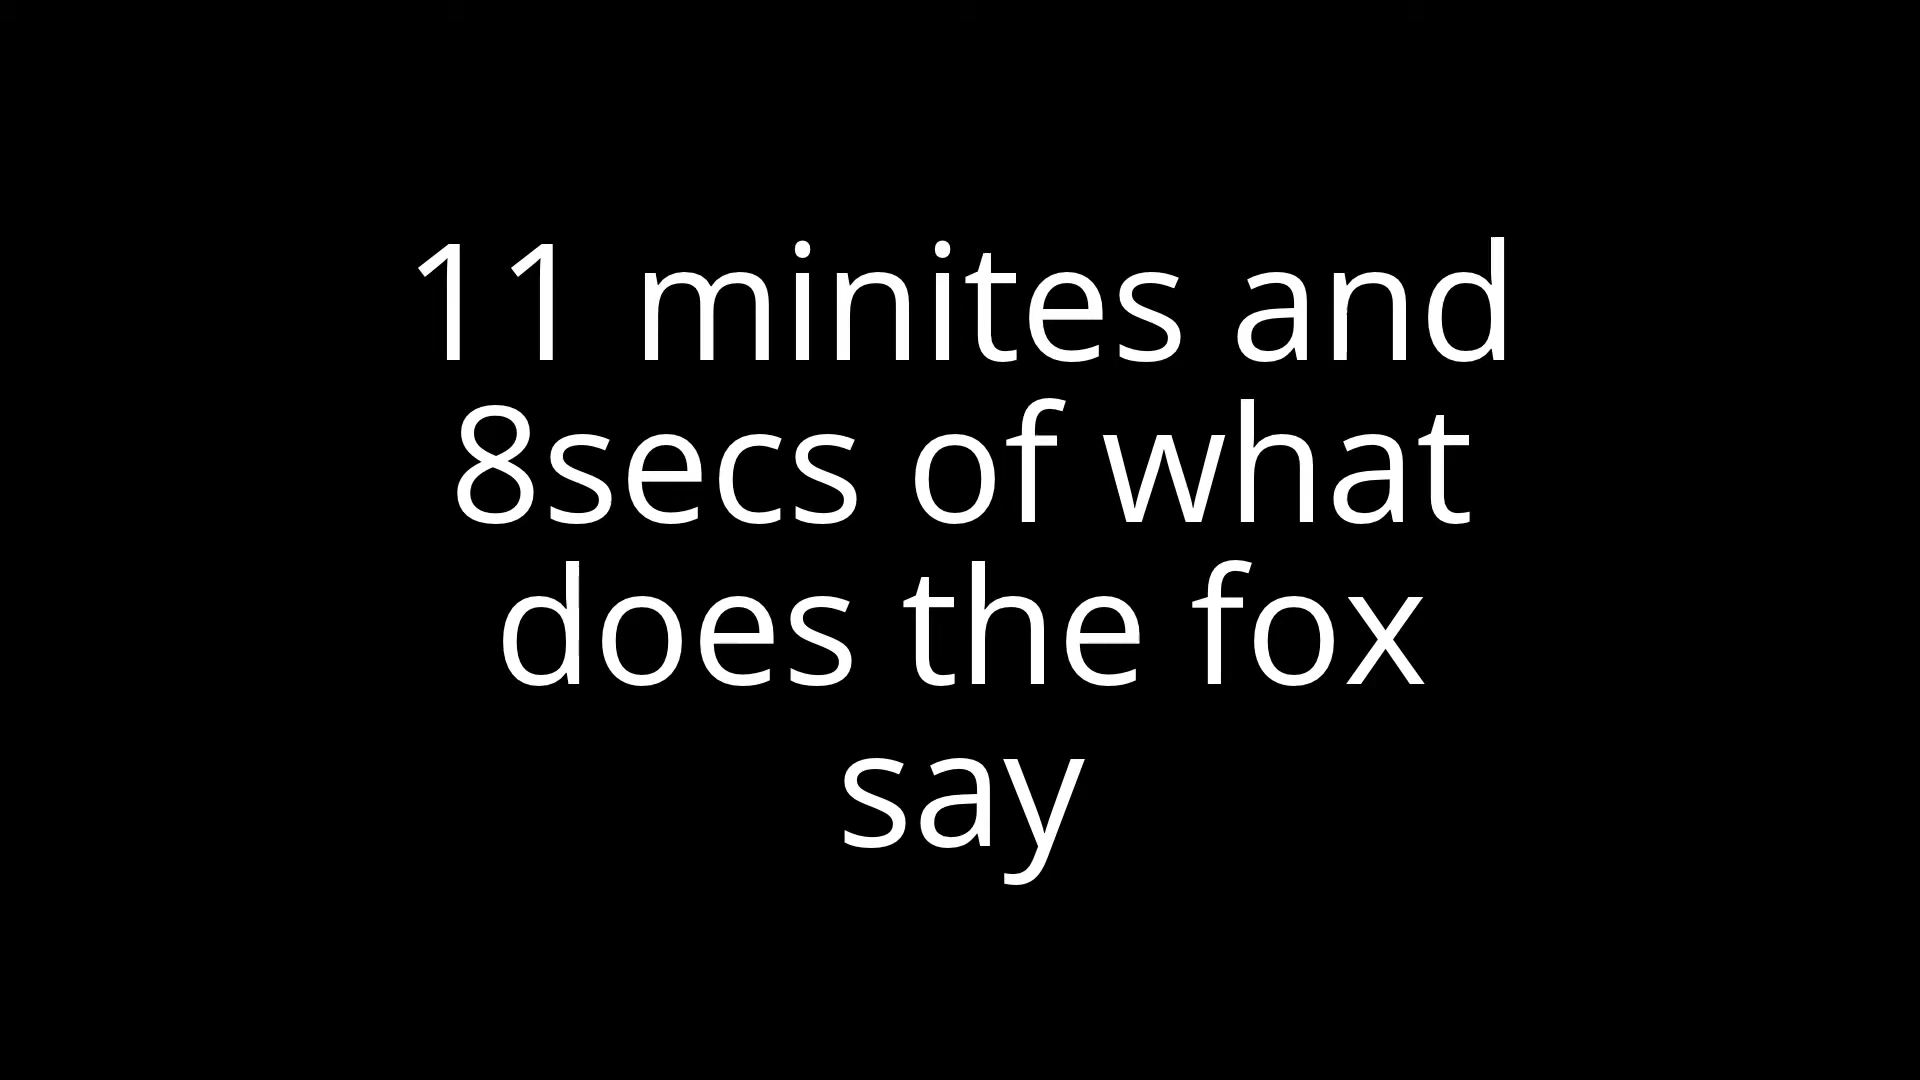 11 minites and
8secs of what
does the fox
say